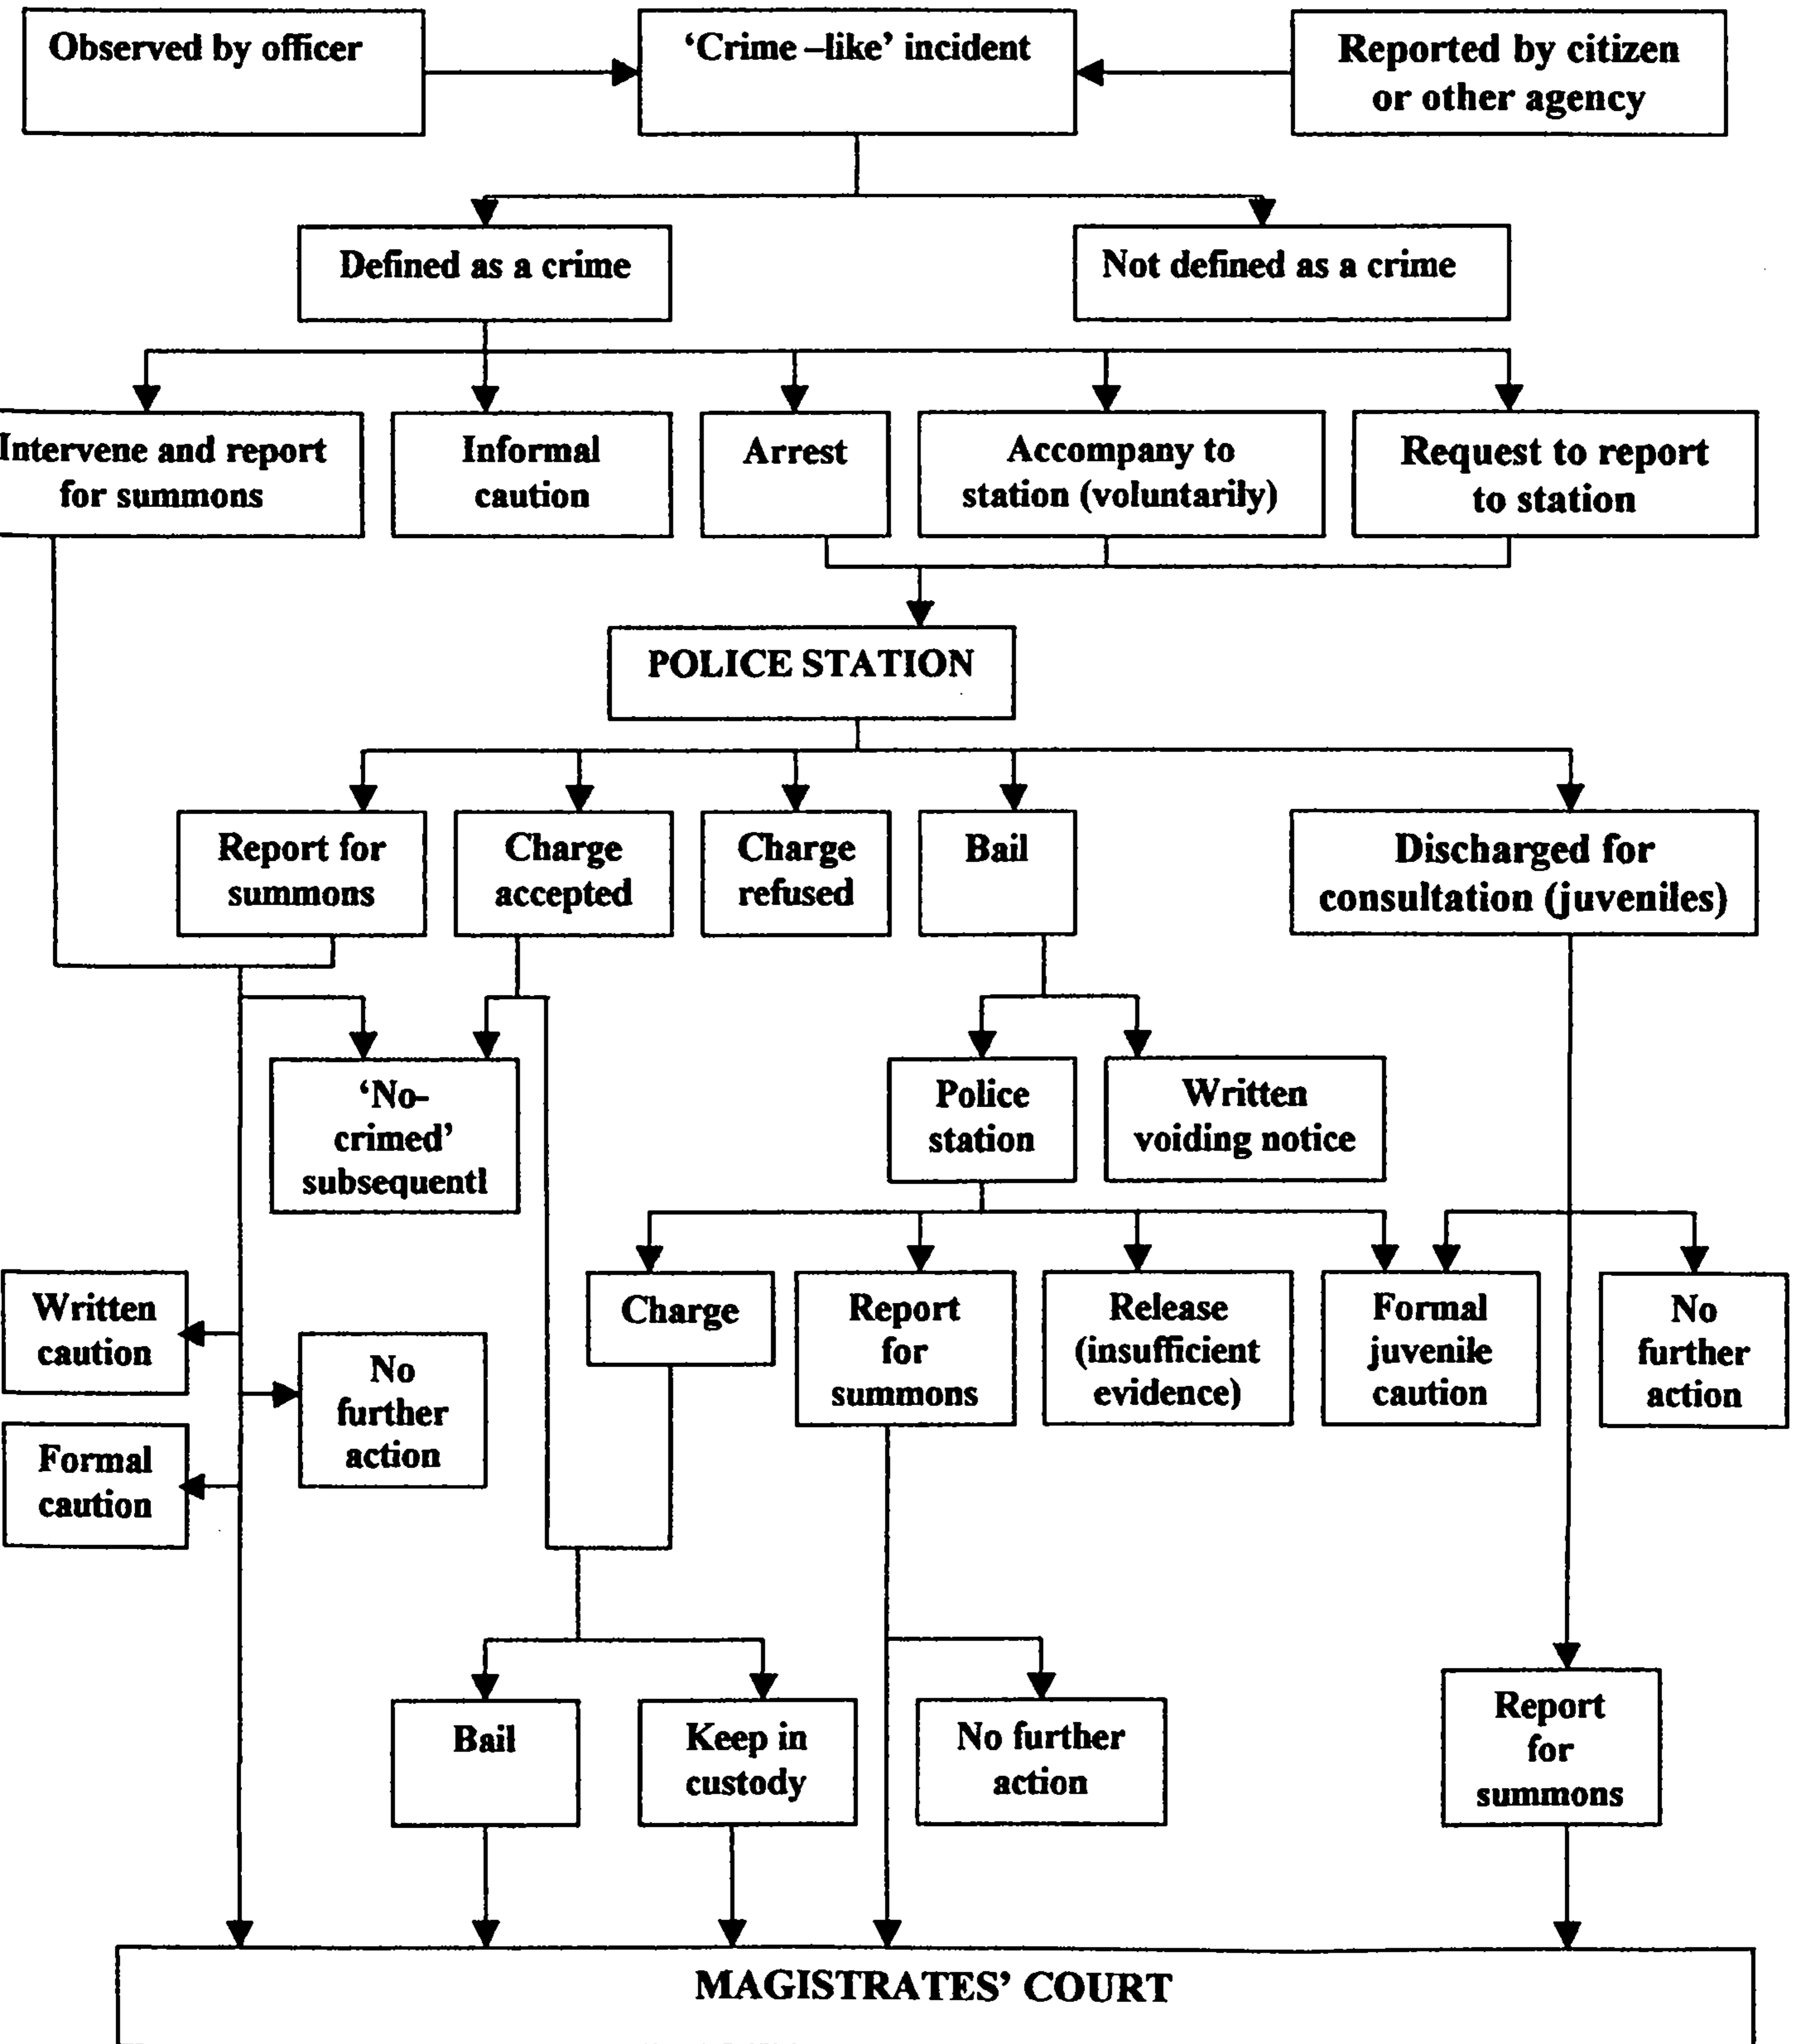 Observed by officer
‘Crime –like’ incident
Reported by citizen
or other agency
Defined as a crime
Not defined as a crime
Intervene and report
for summons
Informal
caution
Arrest
Accompany to
station (voluntarily)
Request to report
to station
POLICE STATION
Report for
summons
Charge
accepted
Charge
refused
Bail
Discharged for
consultation (juveniles)
‘No-
crimed’
subsequentl
Police
station
Written
voiding notice
Written
caution
No
further
action
Formal
caution
Charge
Report
for
summons
Release
(insufficient
evidence)
Formal
juvenile
caution
No
further
action
Bail
Keep in
custody
No further
action
Report
for
summons
MAGISTRATES’ COURT